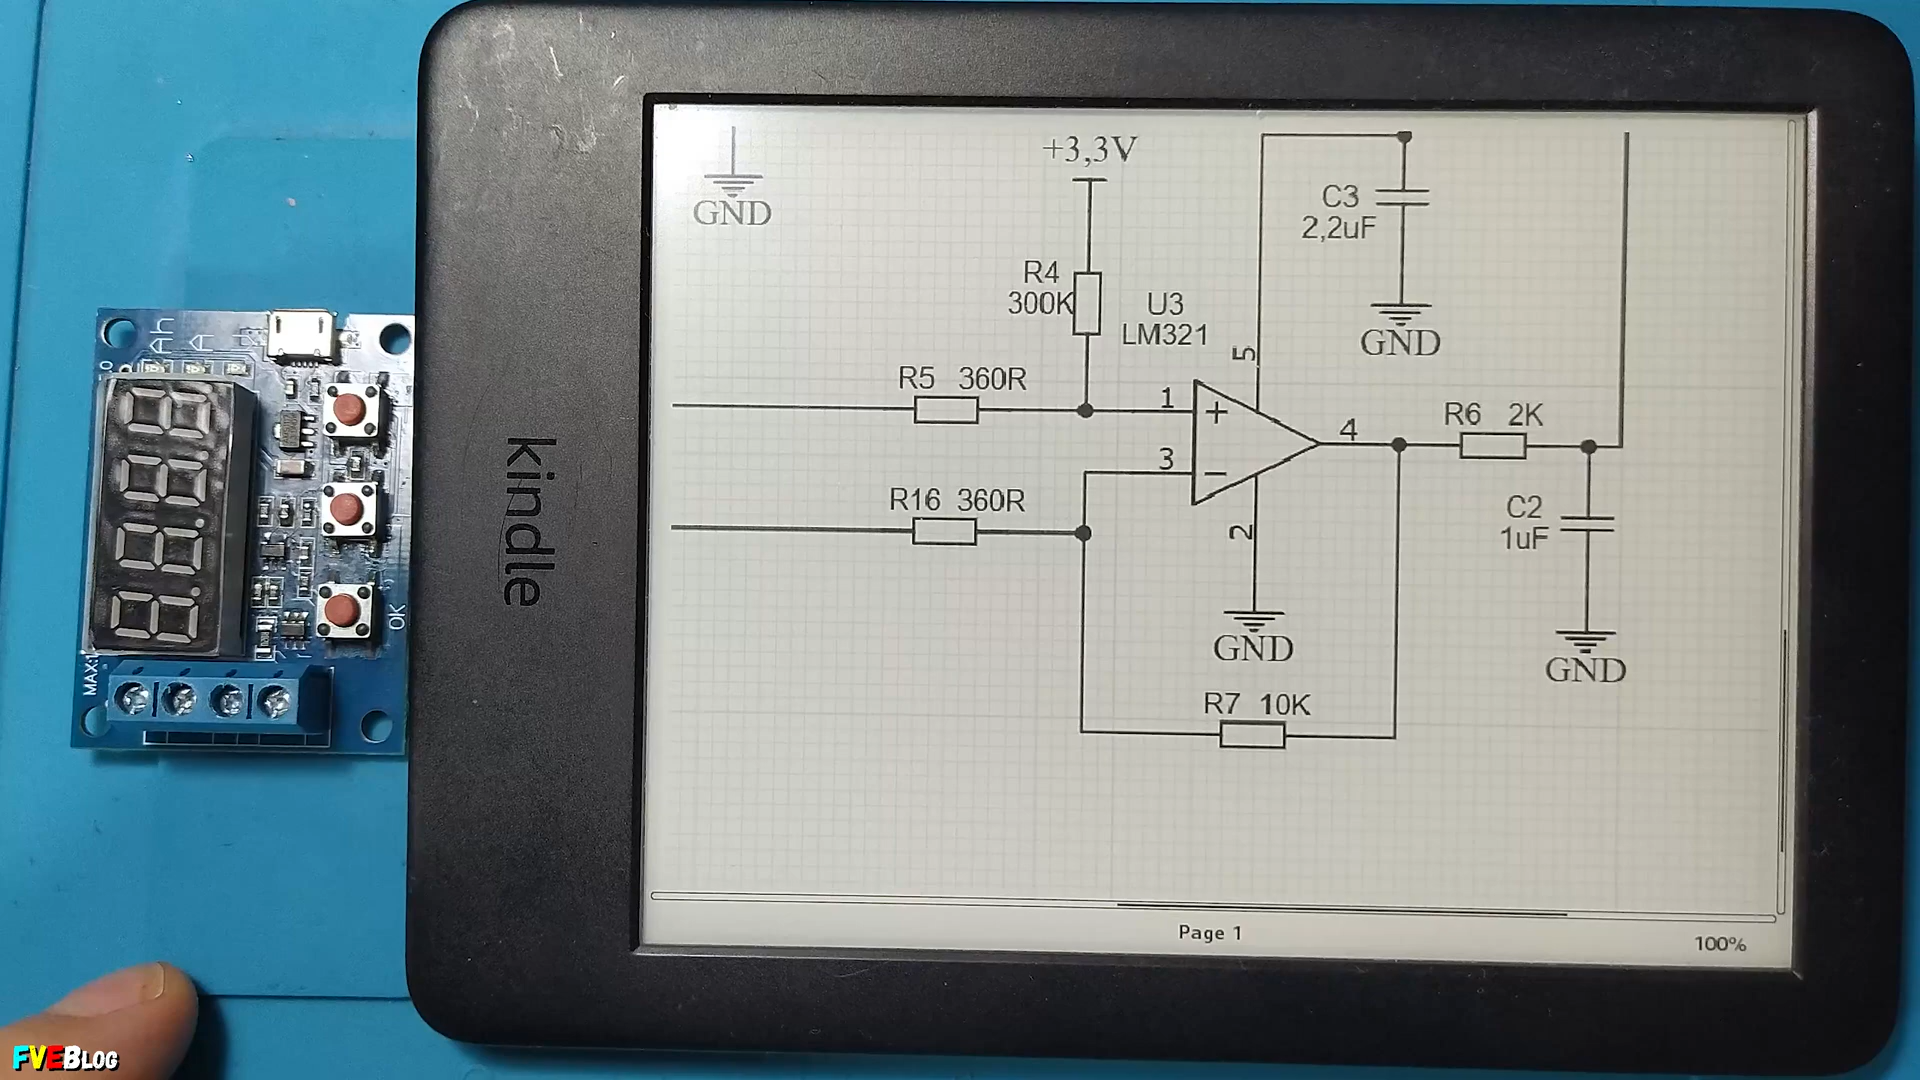 +3,3V
GND
C3
2,2uF
R4
300K
U3
LM321
GND
5
R5 360R
1
R6 2K
4
3
R16 360R
C2
1uF
2
GND
GND
R7 10K
Page 1
100%
kindle
Ah
A
OK
MAX:
FVEBLOG